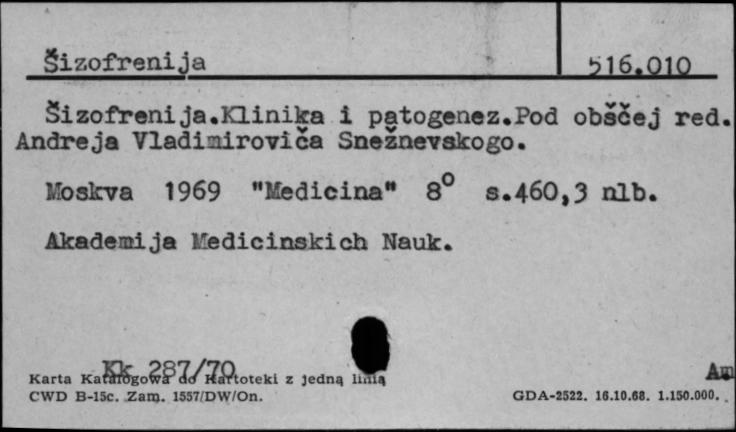 Šizofrenija 516.010
Šizofrenija.Klinika i patogenez.Pod obščej red.
Andreja Vladimiroviča Snežnevskogo.
Moskva 1969 "Medicina" 8° s.460,3 nlb.
Akademija Medicinskich Nauk.
Kk 287/70 Am
Karta Katalogowa do Kartoteki z jedną linią
CWD B-15c. Zam. 1557/DW/On. GDA-2522. 16.10.68. 1.150.000.